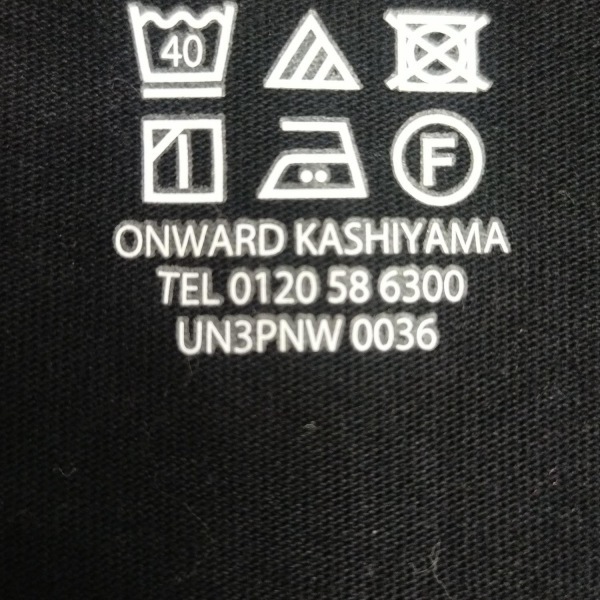 40
F
ONWARD KASHIYAMA
TEL 0120 58 6300
UN3PNW 0036